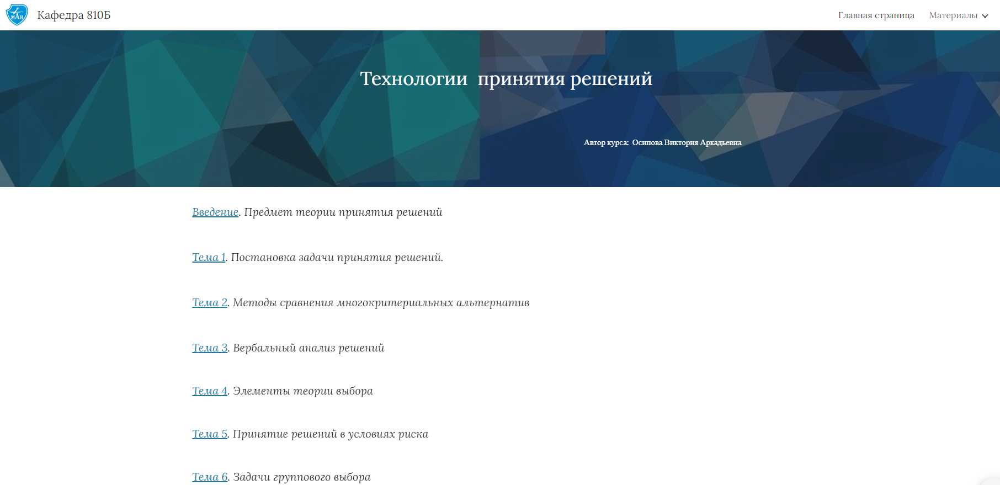 МАИ
Кафедра 810Б
Главная страница
Материалы
Технологии принятия решений
Автор курса: Осипова Виктория Аркадьевна
Введение. Предмет теории принятия решений
Тема 1. Постановка задачи принятия решений.
Тема 2. Методы сравнения многокритериальных альтернатив
Тема 3. Вербальный анализ решений
Тема 4. Элементы теории выбора
Тема 5. Принятие решений в условиях риска
Тема 6. Задачи группового выбора